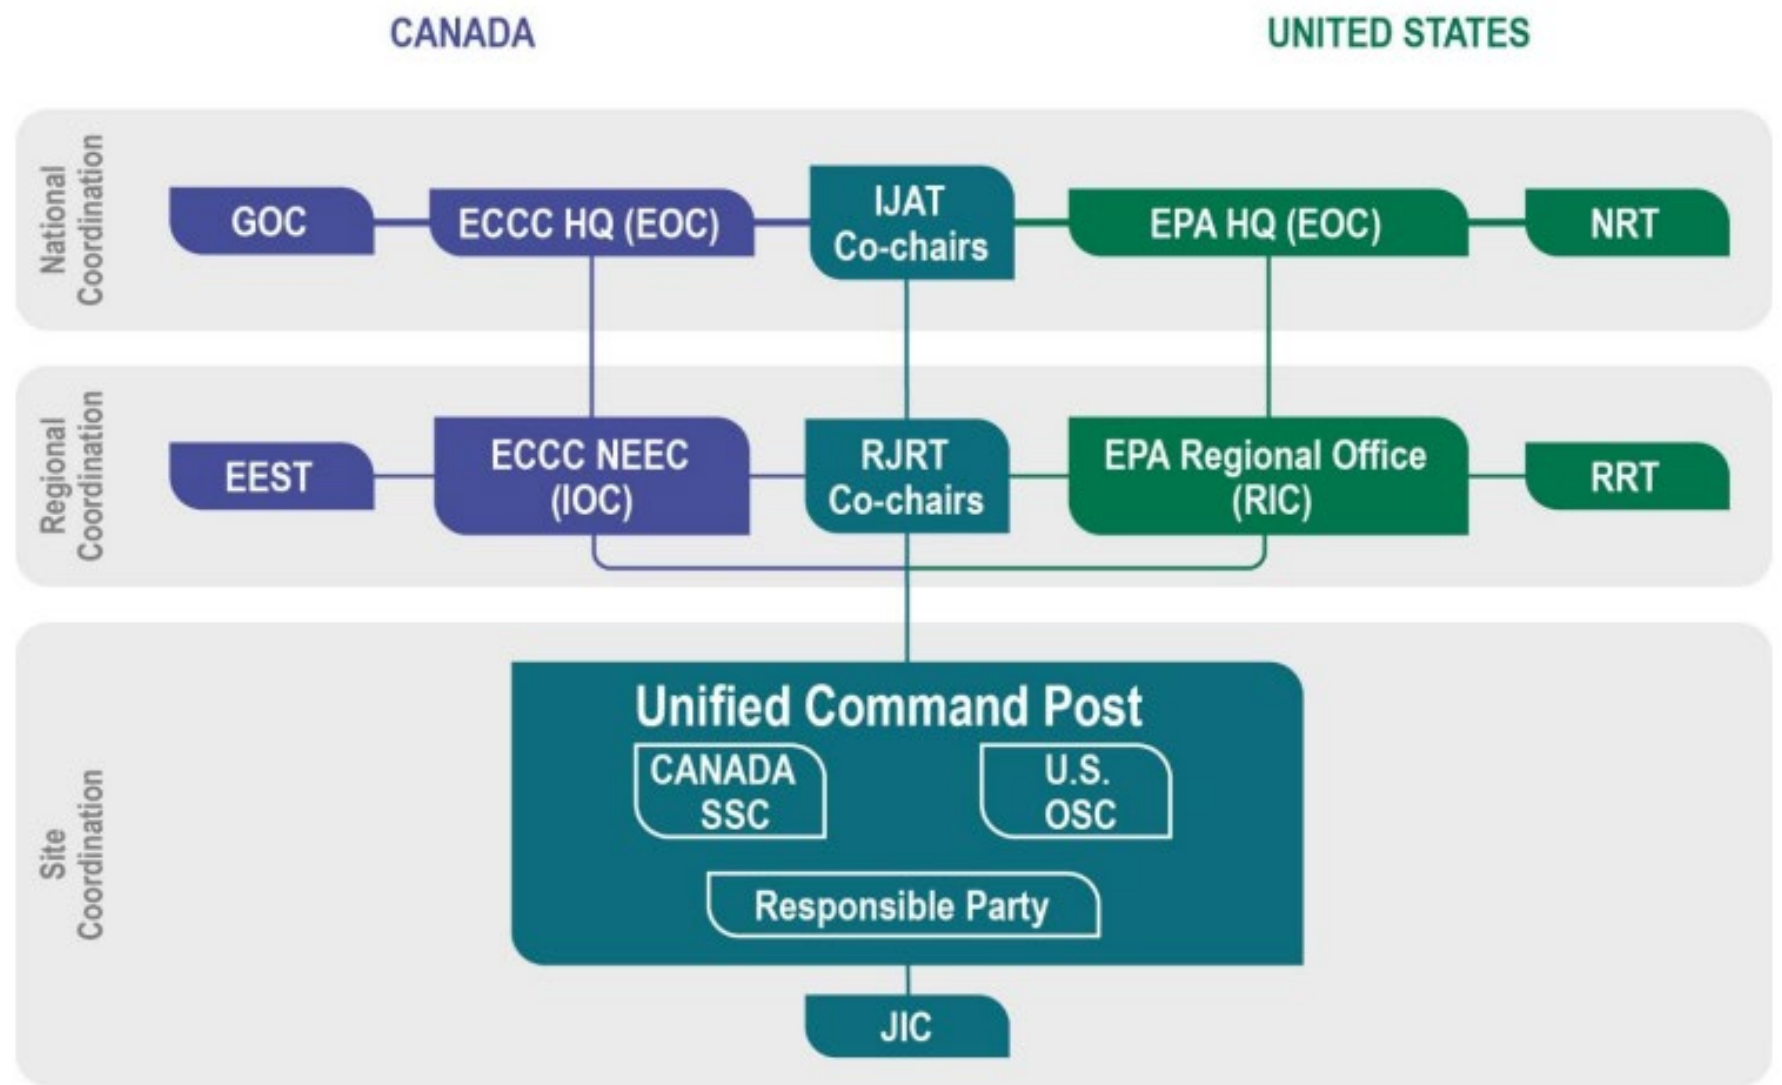 CANADA
UNITED STATES
National
Coordination
GOC
ECCC HQ (EOC)
IJAT
Co-chairs
EPA HQ (EOC)
NRT
Regional
Coordination
EEST
ECCC NEEC
(IOC)
RJRT
Co-chairs
EPA Regional Office
(RIC)
RRT
Site
Coordination
Unified Command Post
CANADA
SSC
U.S.
OSC
Responsible Party
JIC